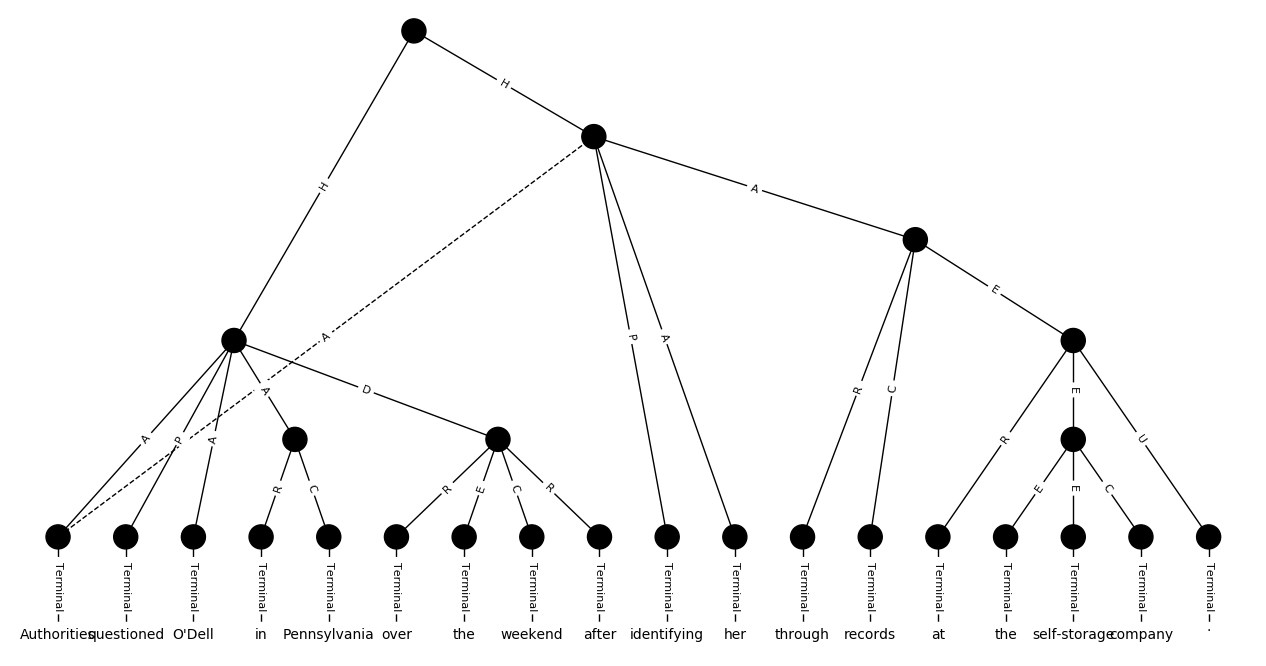 H
H
A
H
E
A
P
A
A
D
R
C
E
A
P
A
R
U
R
C
R
E
C
R
E
E
C
Terminal Terminal Terminal Terminal Terminal Terminal Terminal Terminal Terminal Terminal Terminal Terminal Terminal Terminal Terminal Terminal Terminal Terminal
Authorities questioned O'Dell in Pennsylvania over the weekend after identifying her through records at the self-storage company .